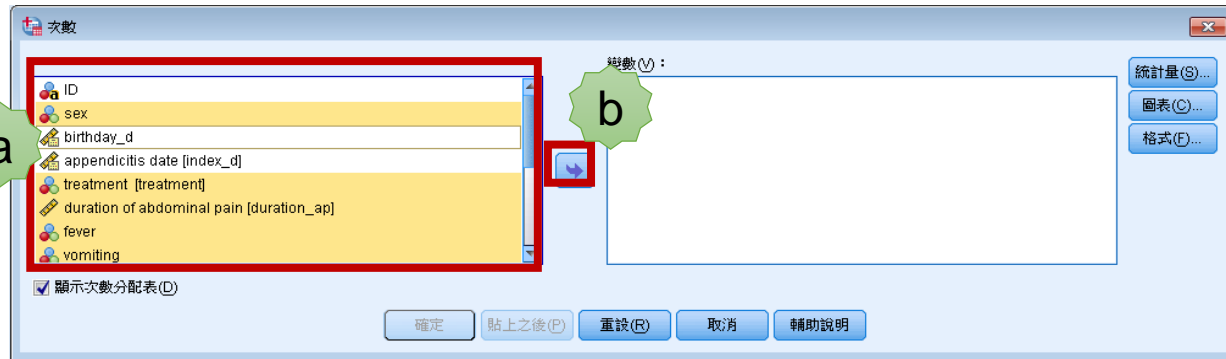 次數
變數(V)：
ID
sex
birthday_d
appendicitis date [index_d]
treatment [treatment]
duration of abdominal pain [duration_ap]
fever
vomiting
a
b
統計量(S)...
圖表(C)...
格式(F)...
顯示次數分配表(D)
確定
貼上之後(P)
重設(R)
取消
輔助說明